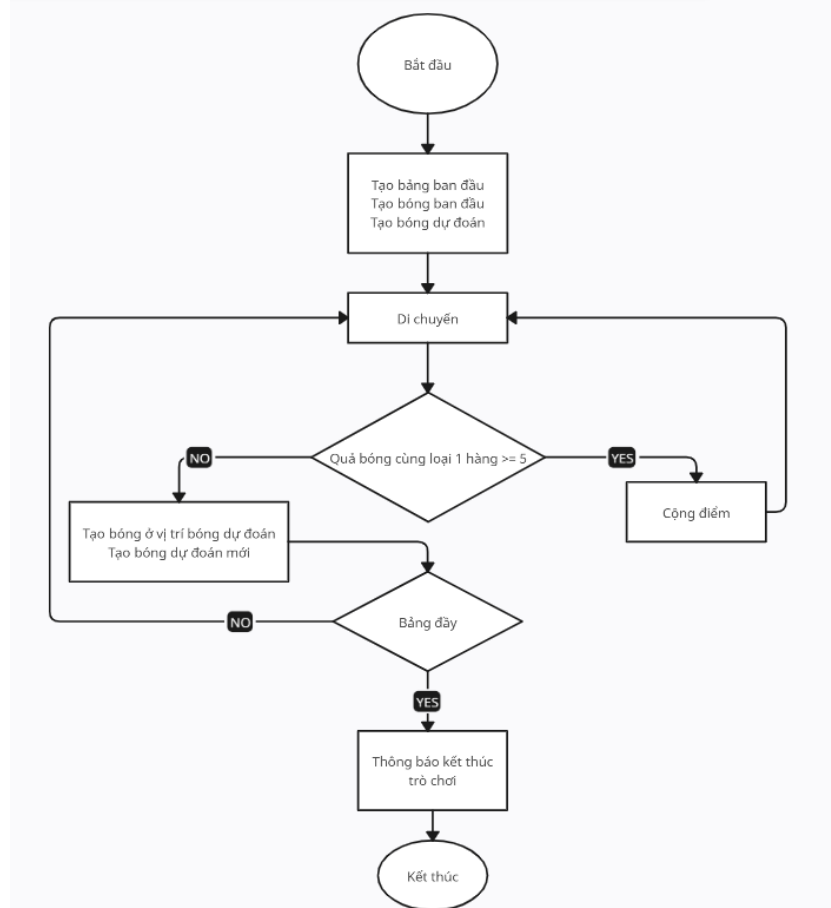 Bắt đầu
Tạo bảng ban đầu
Tạo bóng ban đầu
Tạo bóng dự đoán
Di chuyển
Quả bóng cùng loại 1 hàng >= 5
NO
YES
Tạo bóng ở vị trí bóng dự đoán
Tạo bóng dự đoán mới
Cộng điểm
Bảng đầy
NO
YES
Thông báo kết thúc
trò chơi
Kết thúc